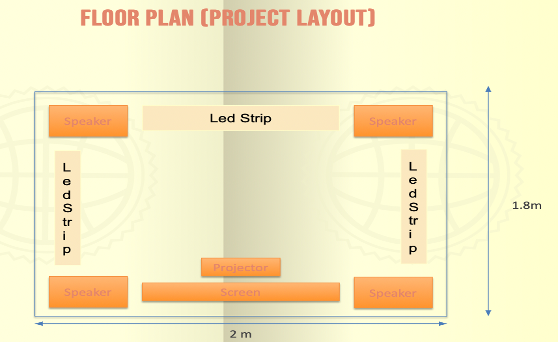 FLOOR PLAN (PROJECT LAYOUT)
Speaker
Led Strip
Speaker
Led Strip
Led Strip
1.8m
Projector
Speaker
Screen
Speaker
2 m